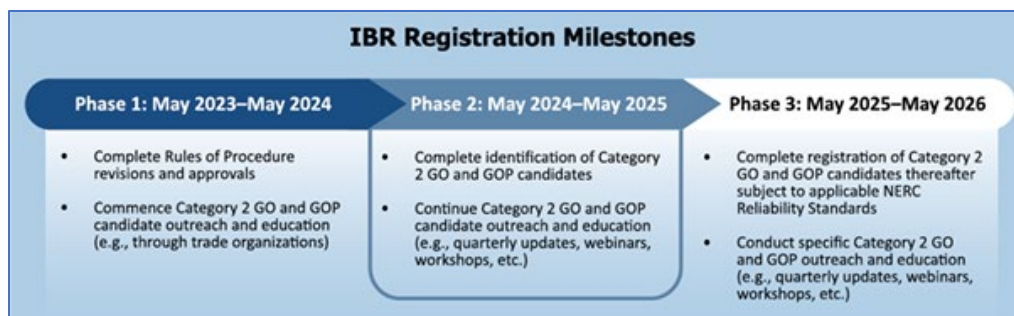 IBR Registration Milestones
Phase 1: May 2023–May 2024
• Complete Rules of Procedure
revisions and approvals
• Commence Category 2 GO and GOP
candidate outreach and education
(e.g., through trade organizations)
Phase 2: May 2024–May 2025
• Complete identification of Category
2 GO and GOP candidates
• Continue Category 2 GO and GOP
candidate outreach and education
(e.g., quarterly updates, webinars,
workshops, etc.)
Phase 3: May 2025–May 2026
• Complete registration of Category 2
GO and GOP candidates thereafter
subject to applicable NERC
Reliability Standards
• Conduct specific Category 2 GO
and GOP outreach and education
(e.g., quarterly updates, webinars,
workshops, etc.)